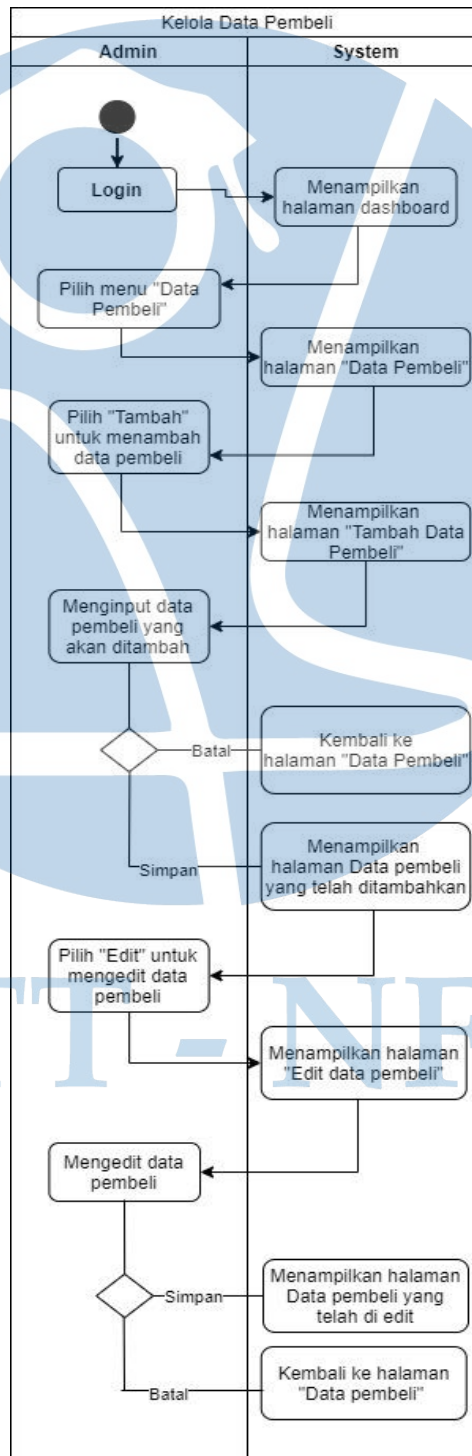 Kelola Data Pembeli
Admin
System
Login
Menampilkan
halaman dashboard
Pilih menu "Data
Pembeli"
Menampilkan
halaman "Data Pembeli"
Pilih "Tambah"
untuk menambah
data pembeli
Menampilkan
halaman "Tambah Data
Pembeli"
Menginput data
pembeli yang
akan ditambah
Batal
Kembali ke
halaman "Data Pembeli"
Simpan
Menampilkan
halaman Data pembeli
yang telah ditambahkan
Pilih "Edit" untuk
mengedit data
pembeli
Menampilkan halaman
"Edit data pembeli"
Mengedit data
pembeli
Simpan
Menampilkan halaman
Data pembeli yang
telah di edit
Batal
Kembali ke halaman
"Data pembeli"